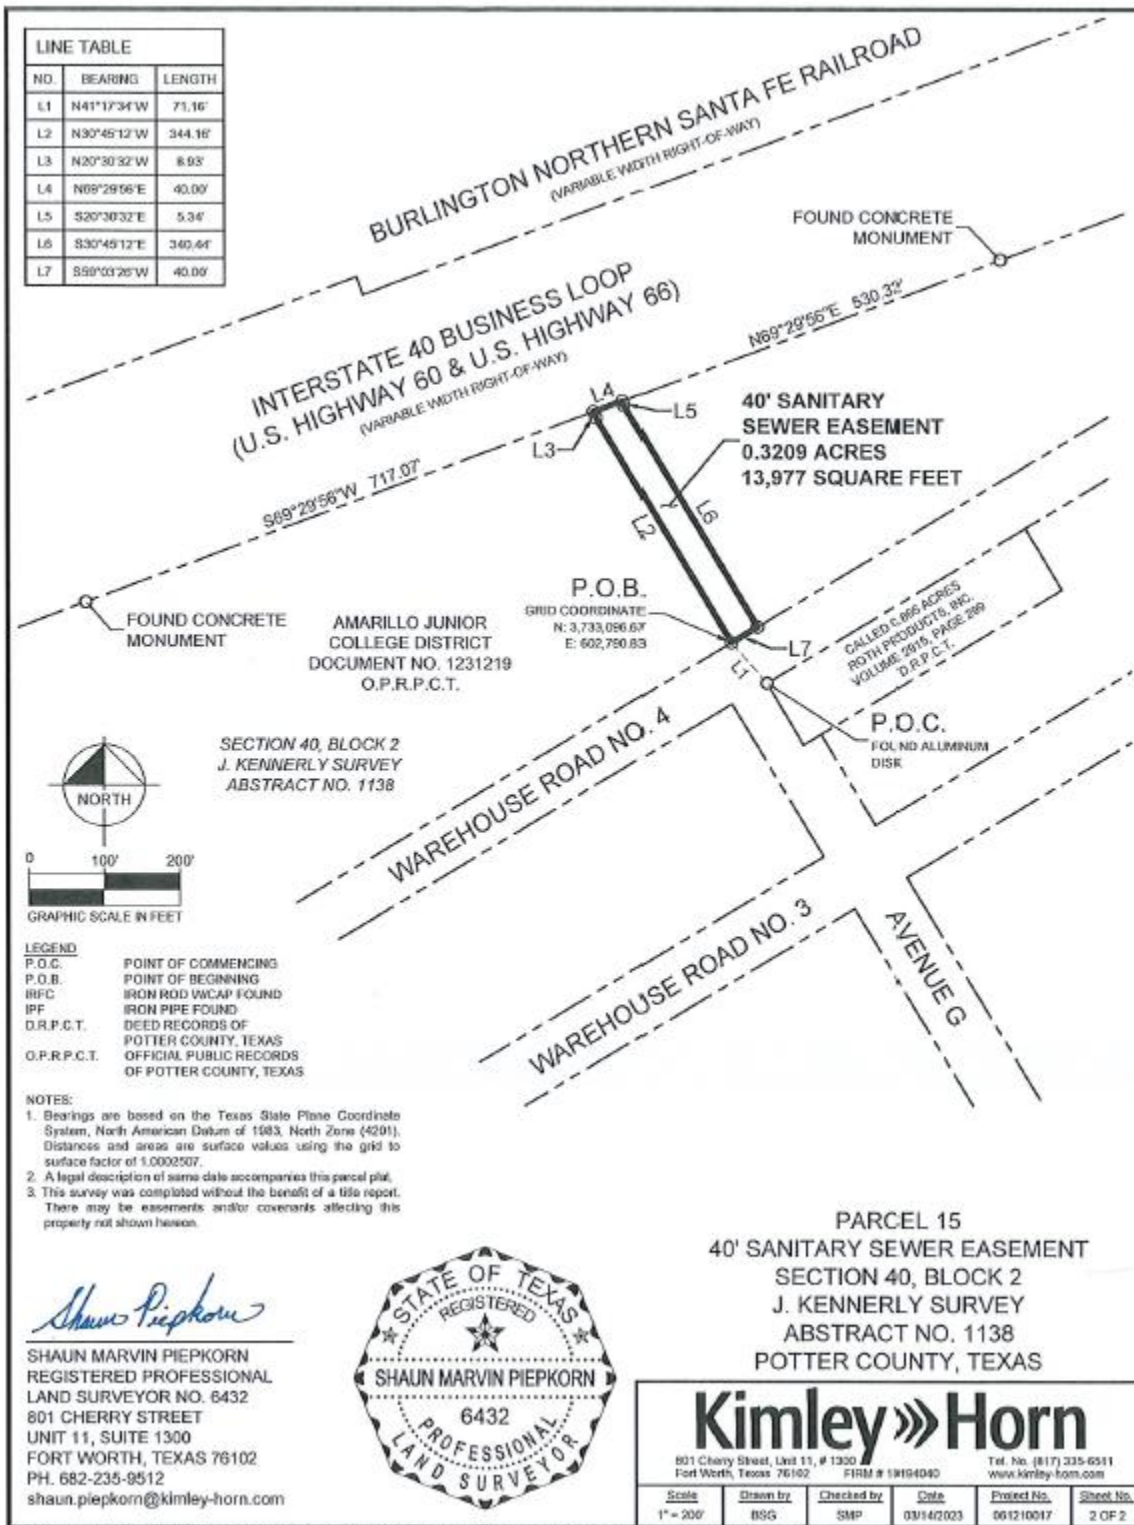 LINE TABLE
NO. BEARING LENGTH
L1 N41°17'34"W 71.16'
L2 N30°45'12"W 344.16'
L3 N20°30'32"W 8.93'
L4 N69°29'56"E 40.00'
L5 S20°30'32"E 5.34'
L6 S30°45'12"E 340.44'
L7 S59°03'26"W 40.00'
BURLINGTON NORTHERN SANTA FE RAILROAD
(VARIABLE WIDTH RIGHT-OF-WAY)
FOUND CONCRETE
MONUMENT
INTERSTATE 40 BUSINESS LOOP
(U.S. HIGHWAY 60 & U.S. HIGHWAY 66)
(VARIABLE WIDTH RIGHT-OF-WAY)
N69°29'56"E 530.32'
L4
L5
L3
40' SANITARY
SEWER EASEMENT
0.3209 ACRES
13,977 SQUARE FEET
S69°29'56"W 717.07'
L2
L6
P.O.B.
GRID COORDINATE
N: 3,733,096.67
E: 602,790.83
L7
L1
FOUND CONCRETE
MONUMENT
AMARILLO JUNIOR
COLLEGE DISTRICT
DOCUMENT NO. 1231219
O.P.R.P.C.T.
CALLED 0.866 ACRES
ROTH PRODUCTS, INC.
VOLUME 2915, PAGE 299
D.R.P.C.T.
P.O.C.
FOUND ALUMINUM
DISK
SECTION 40, BLOCK 2
J. KENNERLY SURVEY
ABSTRACT NO. 1138
NORTH
0 100' 200'
GRAPHIC SCALE IN FEET
WAREHOUSE ROAD NO. 4
WAREHOUSE ROAD NO. 3
AVENUE G
LEGEND
P.O.C. POINT OF COMMENCING
P.O.B. POINT OF BEGINNING
IRFC IRON ROD W/CAP FOUND
IPF IRON PIPE FOUND
D.R.P.C.T. DEED RECORDS OF
POTTER COUNTY, TEXAS
O.P.R.P.C.T. OFFICIAL PUBLIC RECORDS
OF POTTER COUNTY, TEXAS
NOTES:
1. Bearings are based on the Texas State Plane Coordinate
System, North American Datum of 1983, North Zone (4201).
Distances and areas are surface values using the grid to
surface factor of 1.0002507.
2. A legal description of same date accompanies this parcel plat.
3. This survey was completed without the benefit of a title report.
There may be easements and/or covenants affecting this
property not shown hereon.
Shaun Piepkorn
SHAUN MARVIN PIEPKORN
REGISTERED PROFESSIONAL
LAND SURVEYOR NO. 6432
801 CHERRY STREET
UNIT 11, SUITE 1300
FORT WORTH, TEXAS 76102
PH. 682-235-9512
shaun.piepkorn@kimley-horn.com
STATE OF TEXAS
REGISTERED
SHAUN MARVIN PIEPKORN
6432
PROFESSIONAL
LAND SURVEYOR
PARCEL 15
40' SANITARY SEWER EASEMENT
SECTION 40, BLOCK 2
J. KENNERLY SURVEY
ABSTRACT NO. 1138
POTTER COUNTY, TEXAS
Kimley»Horn
801 Cherry Street, Unit 11, # 1300 Tel. No. (817) 335-6511
Fort Worth, Texas 76102 FIRM # www.kimley-horn.com
Scale Drawn by Checked by Date Project No. Sheet No.
1" = 200' BSG SMP 03/14/2023 061210017 2 OF 2